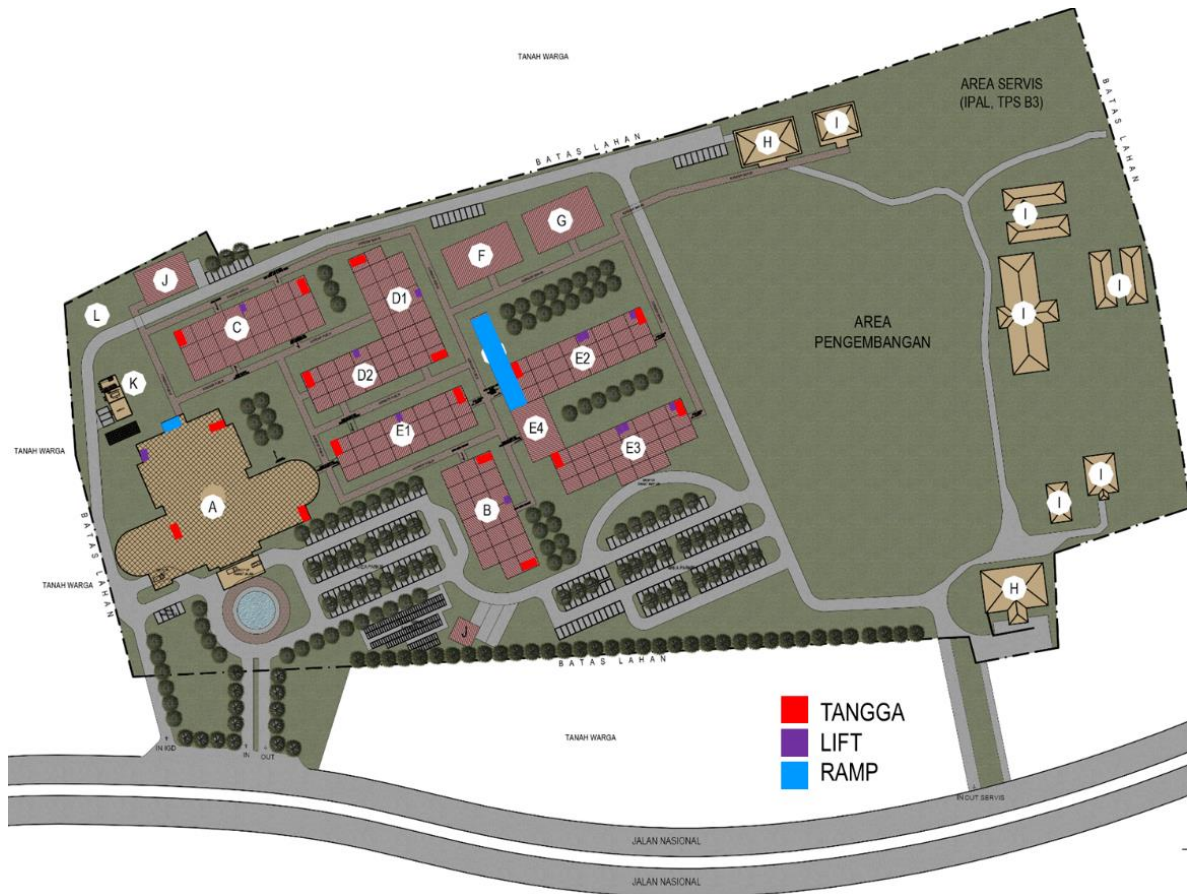 TANAH WARGA
AREA SERVIS
(IPAL, TPS B3)
BATAS LAHAN
BATAS LAHAN
H
I
G
F
J
D1
C
L
I
I
I
I
AREA
PENGEMBANGAN
E2
D2
K
E1
E4
E3
TANAH WARGA
A
B
I
I
BATAS LAHAN
TANAH WARGA
H
J
BATAS LAHAN
TANGGA
LIFT
RAMP
TANAH WARGA
IN IGD
IN
OUT
IN OUT SERVIS
JALAN NASIONAL
JALAN NASIONAL